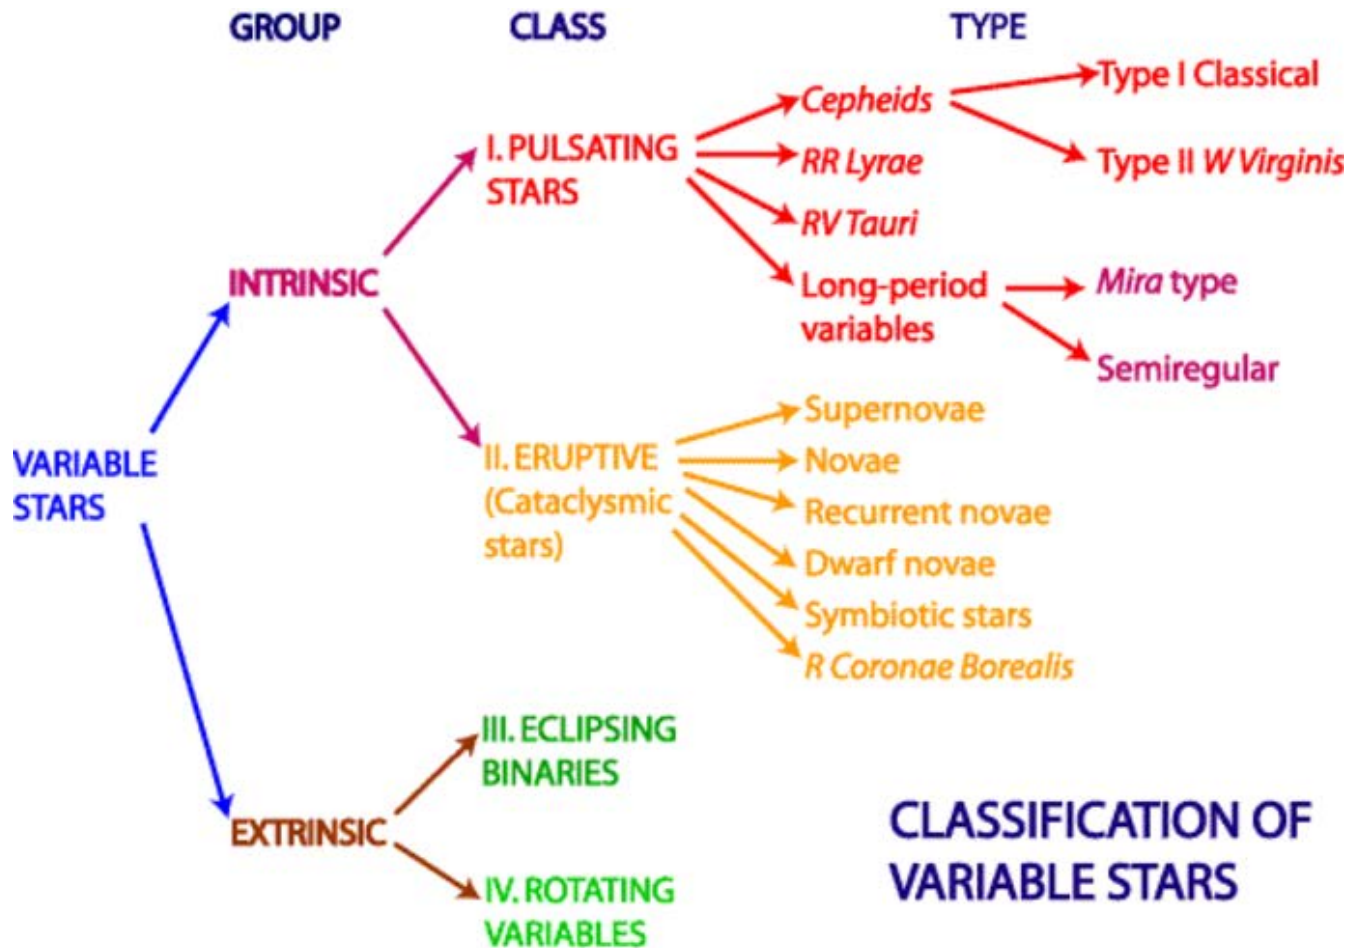 GROUP CLASS TYPE
Type I Classical
Cepheids
I. PULSATING
STARS
RR Lyrae
Type II W Virginis
RV Tauri
INTRINSIC
Long-period
variables
Mira type
Semiregular
Supernovae
VARIABLE
STARS
II. ERUPTIVE
(Cataclysmic
stars)
Novae
Recurrent novae
Dwarf novae
Symbiotic stars
R Coronae Borealis
III. ECLIPSING
BINARIES
EXTRINSIC
IV. ROTATING
VARIABLES
CLASSIFICATION OF
VARIABLE STARS